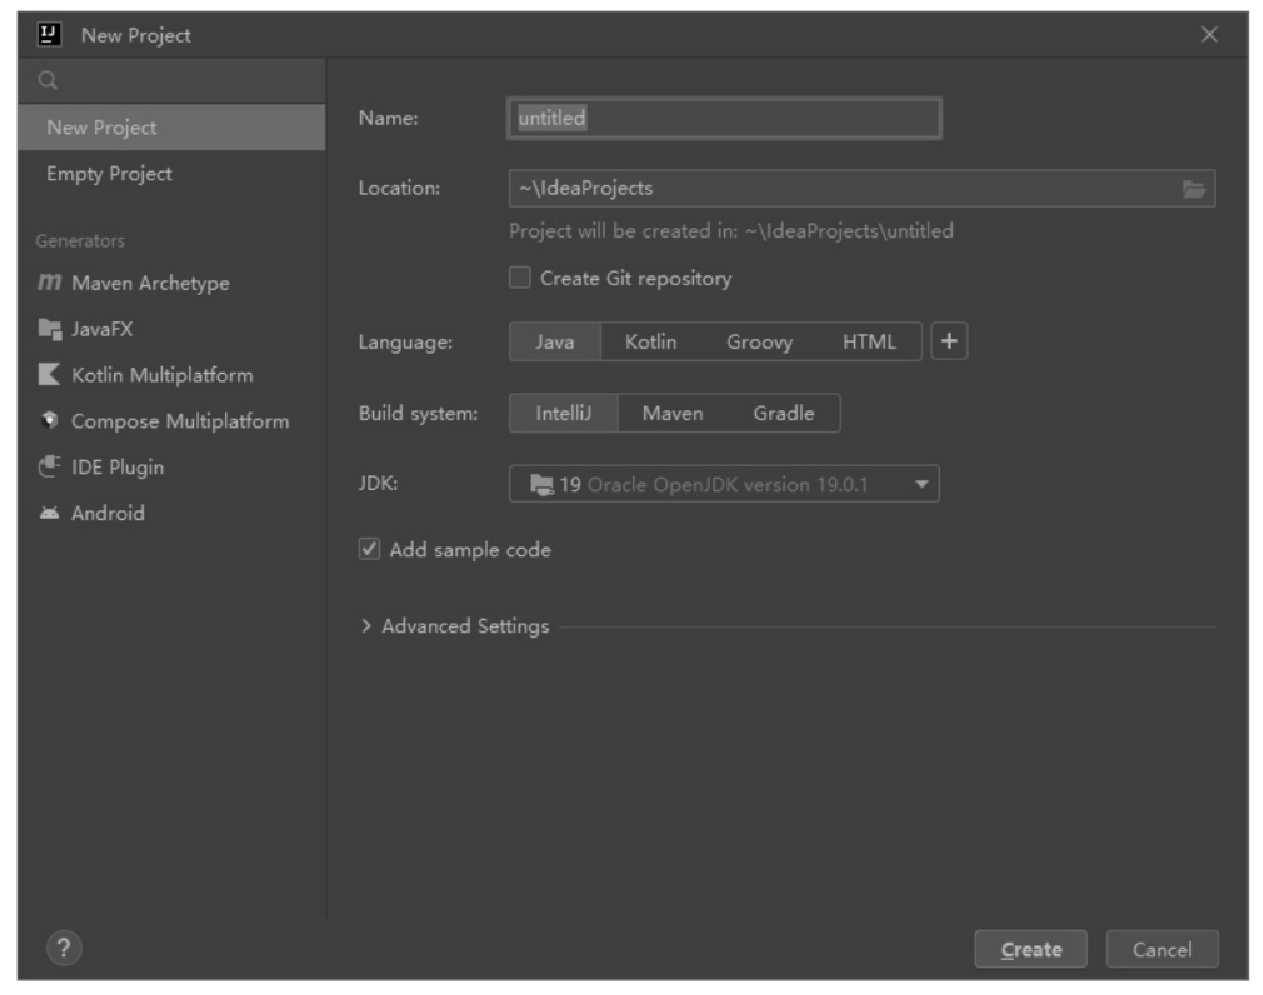 IJ New Project
New Project
Empty Project
Generators
m Maven Archetype
JavaFX
Kotlin Multiplatform
Compose Multiplatform
IDE Plugin
Android
Name: untitled
Location: ~\IdeaProjects
Project will be created in: ~\IdeaProjects\untitled
Create Git repository
Language: Java Kotlin Groovy HTML +
Build system: IntelliJ Maven Gradle
JDK: 19 Oracle OpenJDK version 19.0.1
Add sample code
Advanced Settings
? Create Cancel